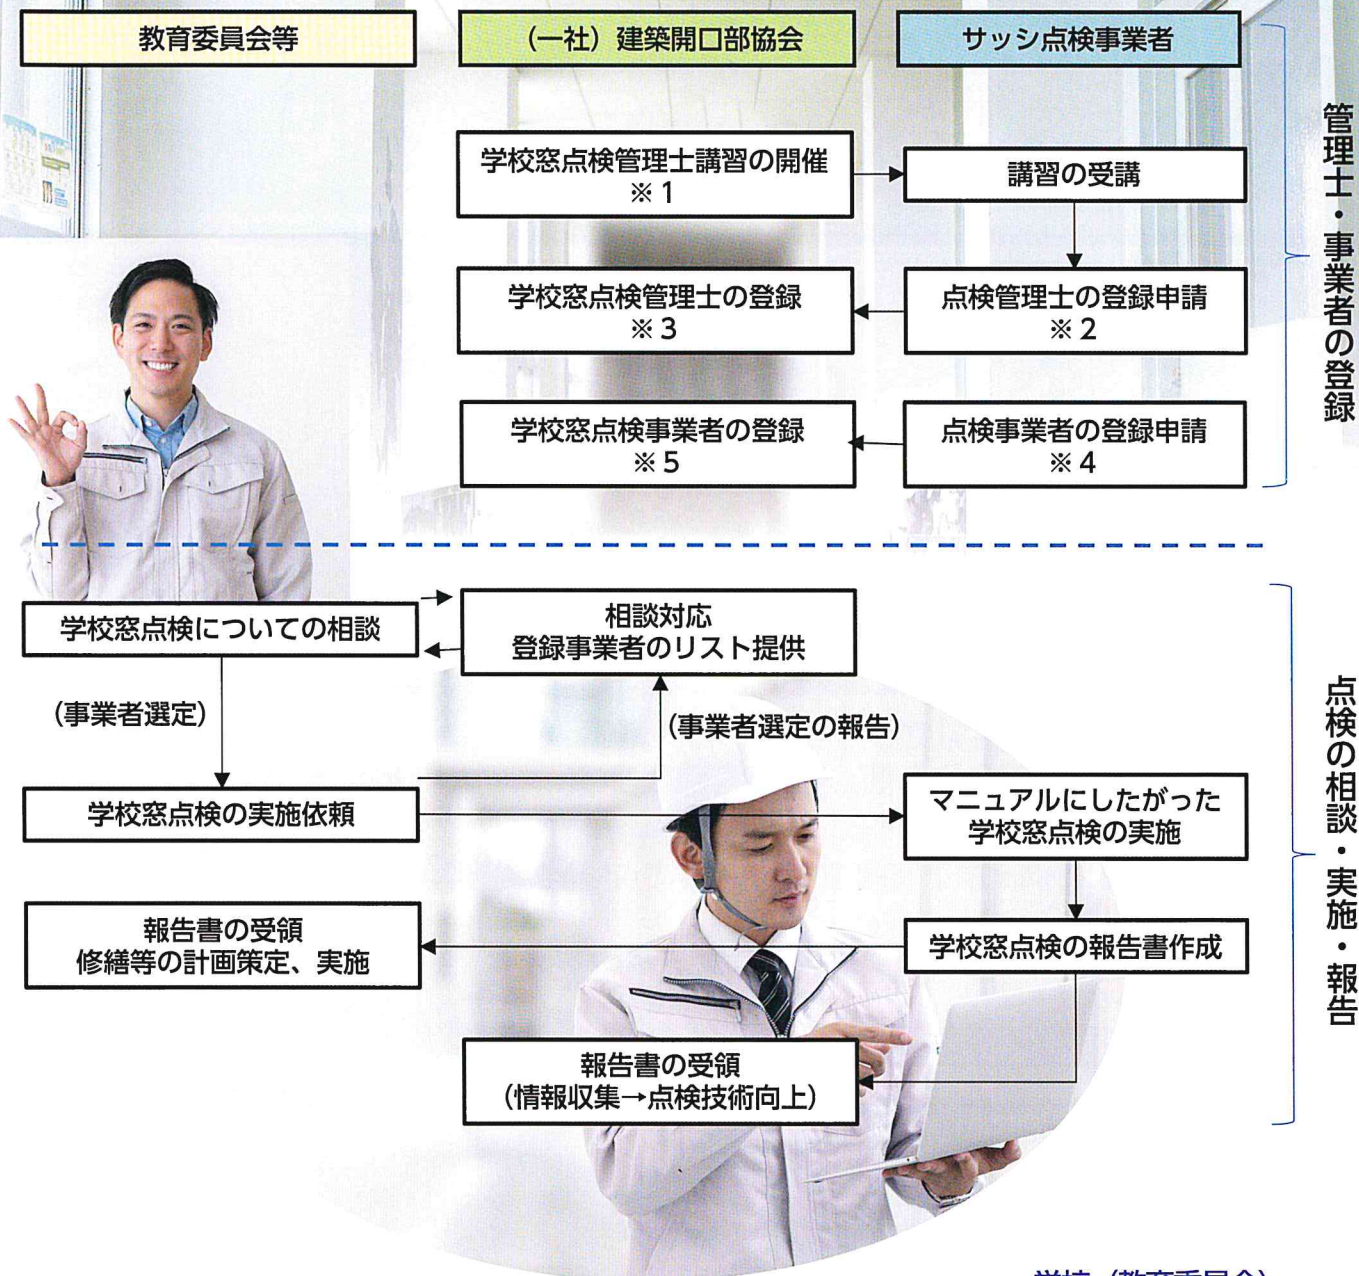 教育委員会等
（一社）建築開口部協会
サッシ点検事業者
学校窓点検管理士講習の開催
※1
講習の受講
学校窓点検管理士の登録
※3
点検管理士の登録申請
※2
学校窓点検事業者の登録
※5
点検事業者の登録申請
※4
管理士・事業者の登録
学校窓点検についての相談
相談対応
登録事業者のリスト提供
（事業者選定）
（事業者選定の報告）
学校窓点検の実施依頼
マニュアルにしたがった
学校窓点検の実施
報告書の受領
修繕等の計画策定、実施
学校窓点検の報告書作成
報告書の受領
（情報収集→点検技術向上）
点検の相談・実施・報告